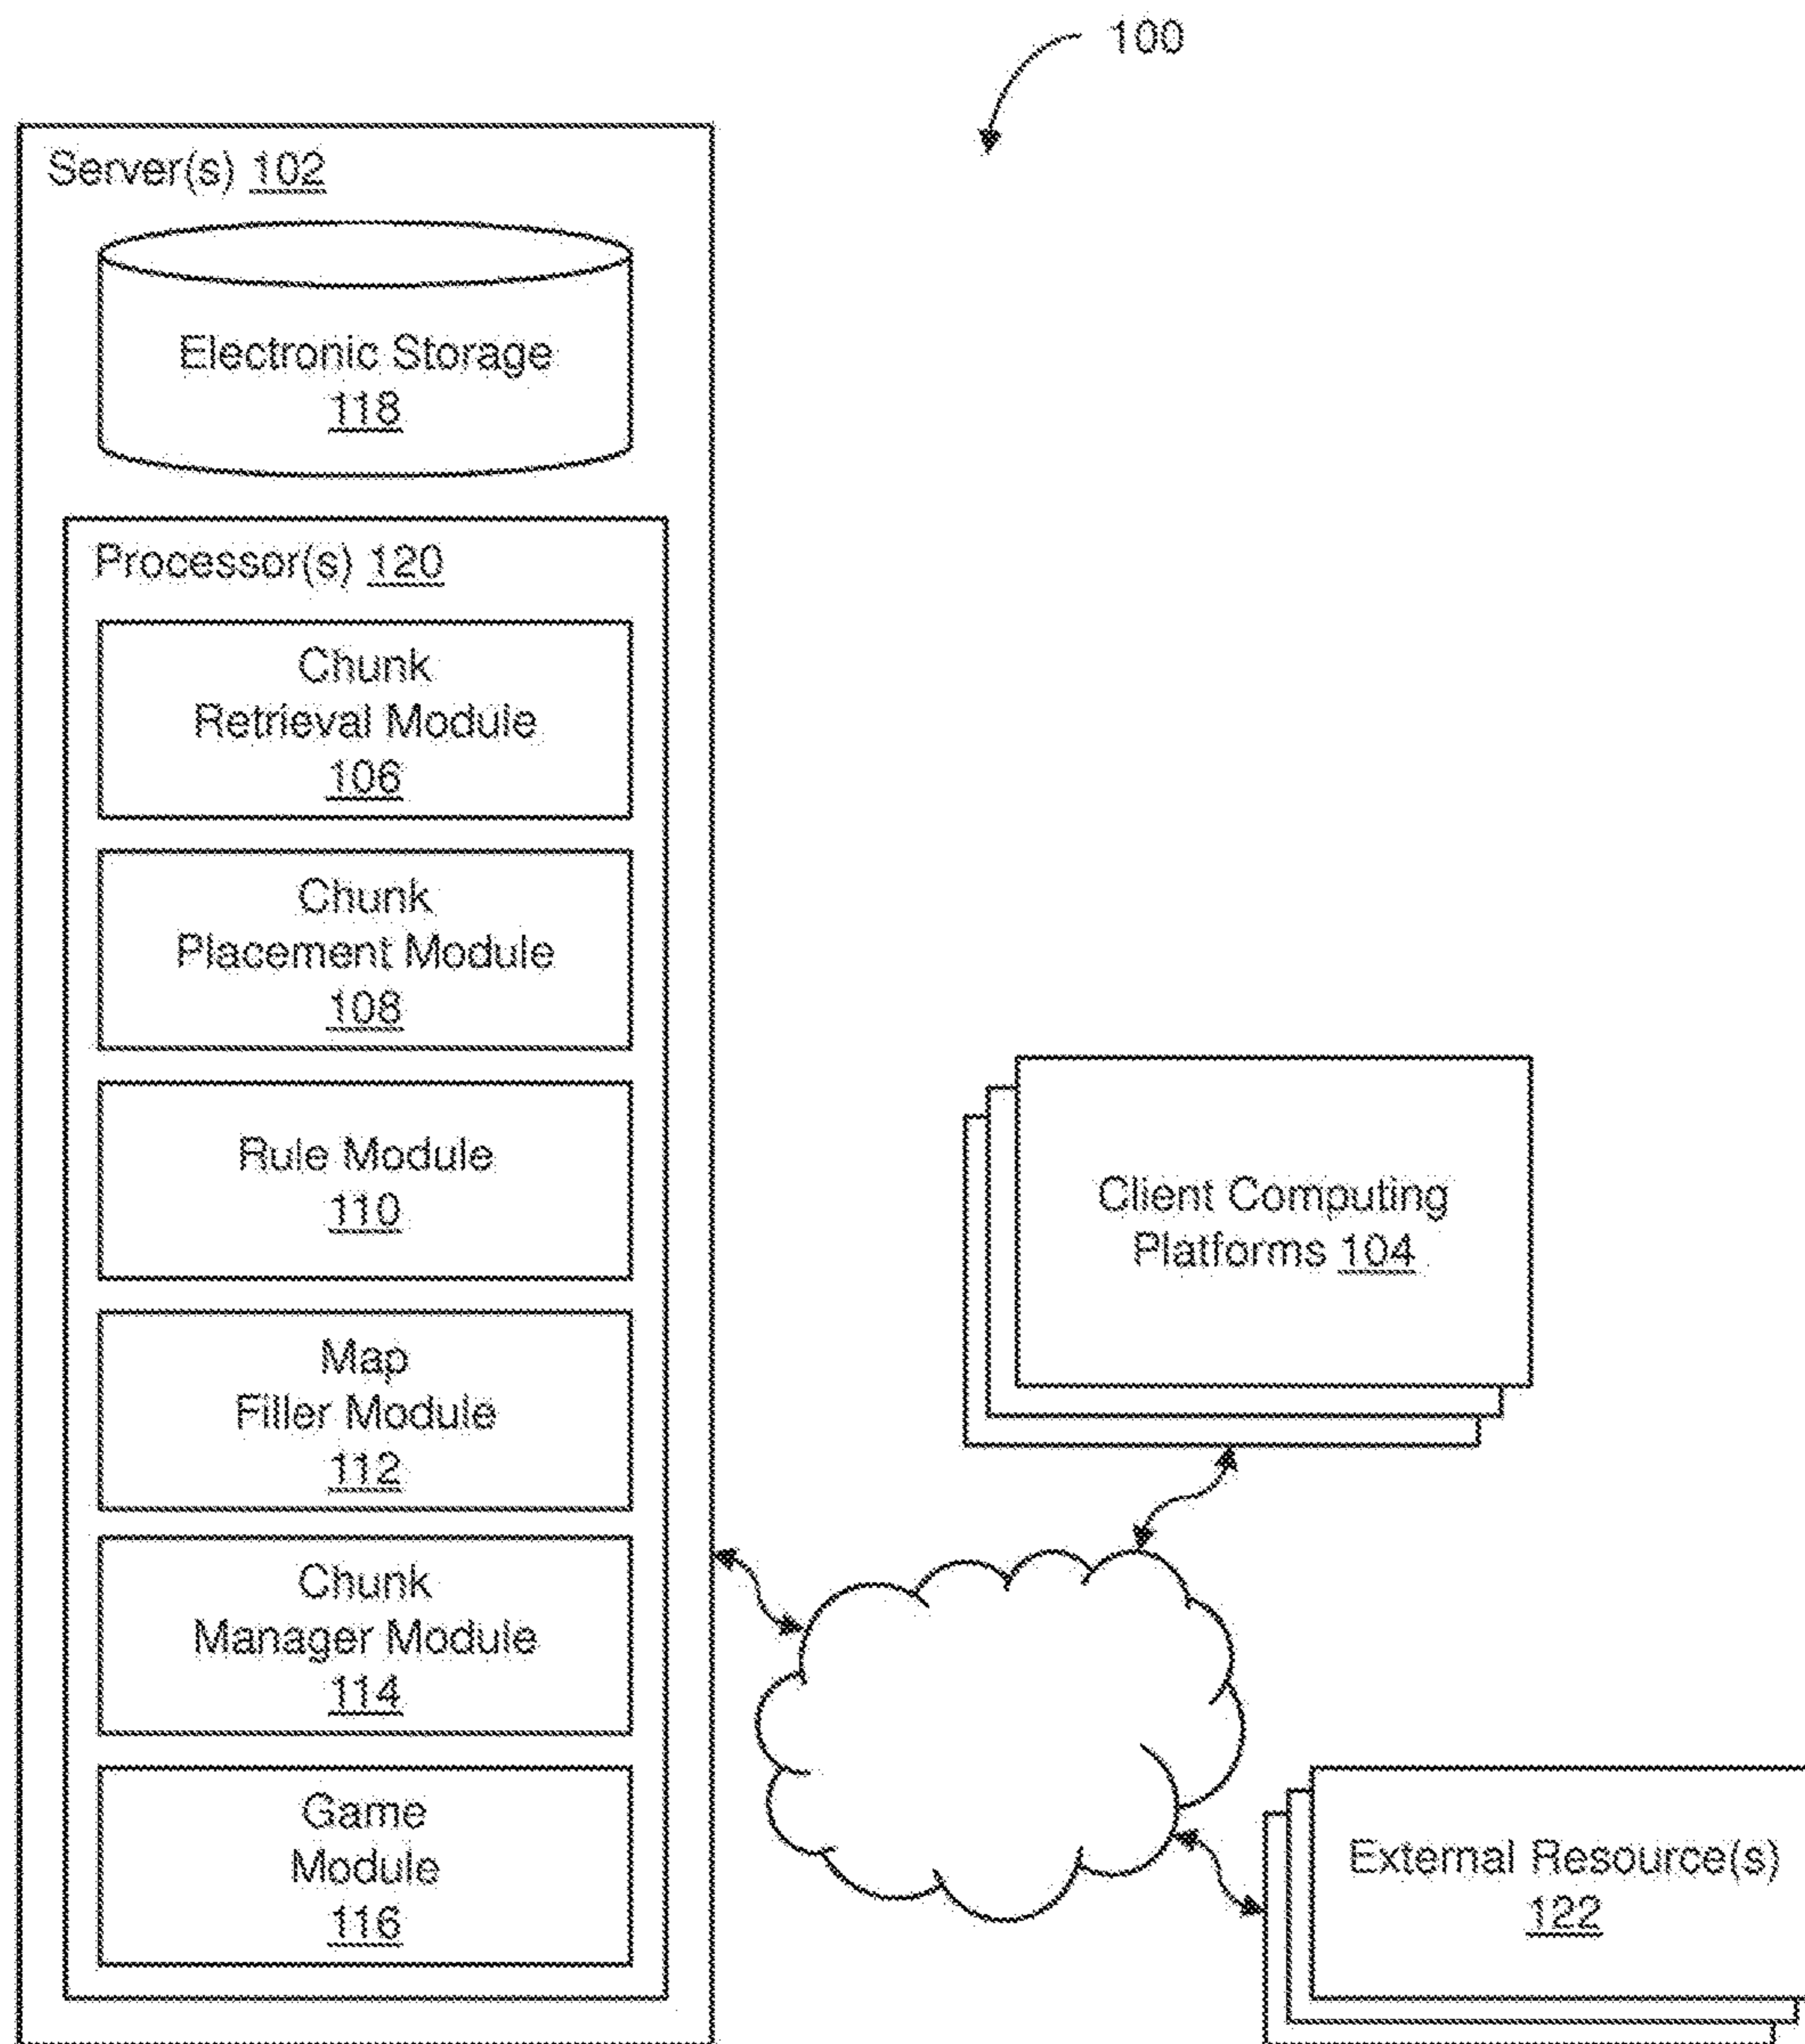 100
Server(s) 102
Electronic Storage
118
Processor(s) 120
Chunk
Retrieval Module
106
Chunk
Placement Module
108
Rule Module
110
Map
Filler Module
112
Chunk
Manager Module
114
Game
Module
116
Client Computing
Platforms 104
External Resource(s)
122